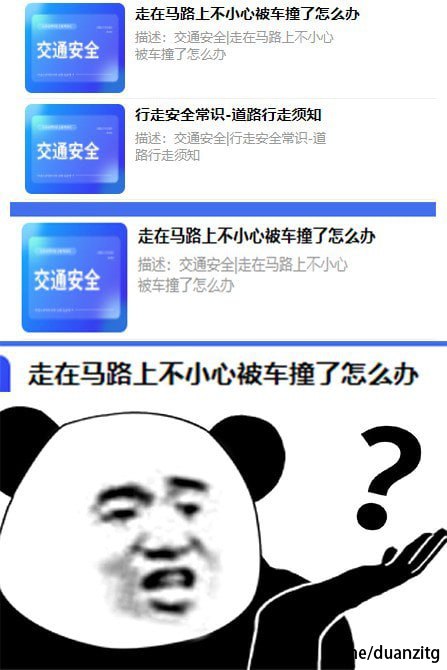 走在马路上不小心被车撞了怎么办
交通安全
描述：交通安全|走在马路上不小心
被车撞了怎么办
行走安全常识-道路行走须知
交通安全
描述：交通安全|行走安全常识-道
路行走须知
走在马路上不小心被车撞了怎么办
交通安全
描述：交通安全|走在马路上不小心
被车撞了怎么办
走在马路上不小心被车撞了怎么办
?
me/duanzitg